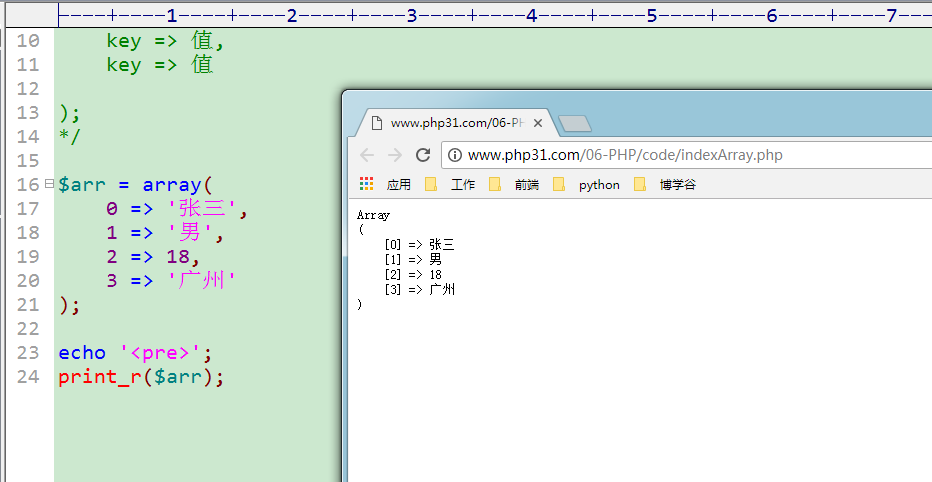 ----+----1----+----2----+----3----+----4----+----5----+----6----+----7--
10 key => 值,
11 key => 值
12
13 );
14 */
15
16 $arr = array(
17 0 => '张三',
18 1 => '男',
19 2 => 18,
20 3 => '广州'
21 );
22
23 echo '<pre>';
24 print_r($arr);
www.php31.com/06-PH
www.php31.com/06-PHP/code/indexArray.php
应用 工作 前端 python 博学谷
Array
(
[0] => 张三
[1] => 男
[2] => 18
[3] => 广州
)